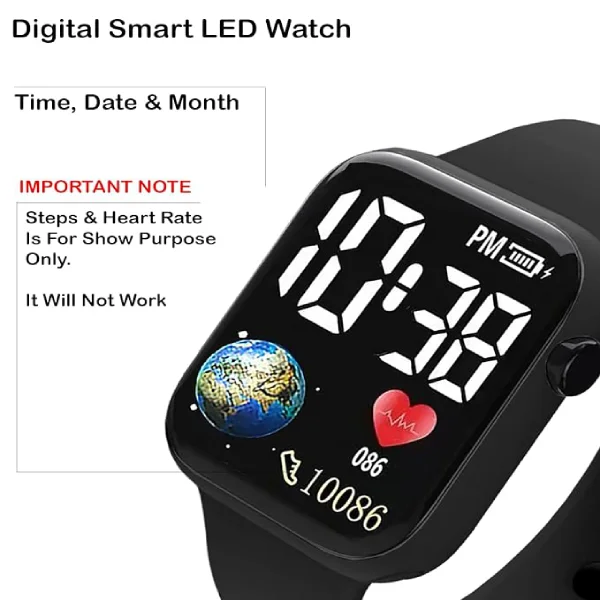 Digital Smart LED Watch
Time, Date & Month
IMPORTANT NOTE
Steps & Heart Rate
Is For Show Purpose
Only.
It Will Not Work
PM
10:38
086
10086